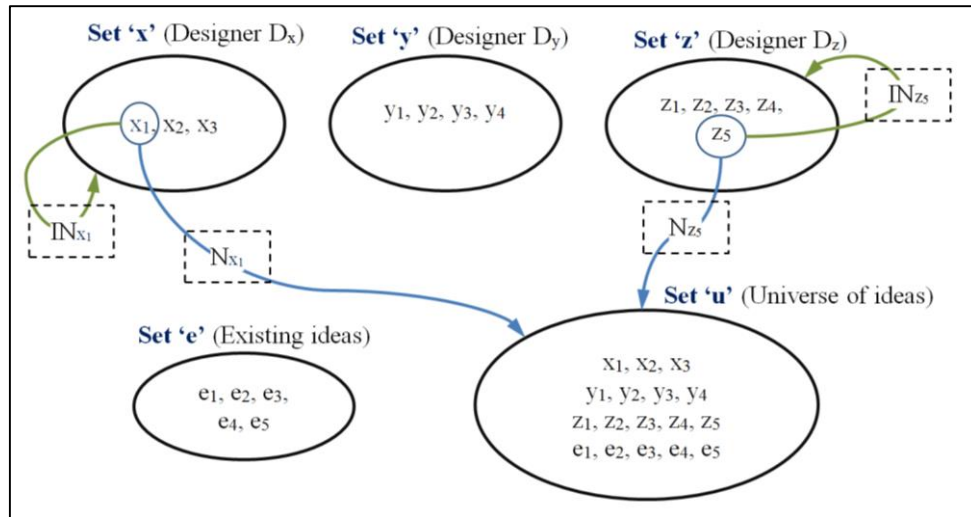 Set ‘x’ (Designer Dₓ)
Set ‘y’ (Designer Dy)
Set ‘z’ (Designer Dz)
x₁, x₂, x₃
y₁, y₂, y₃, y₄
z₁, z₂, z₃, z₄,
z₅
INx₁
Nx₁
Nz₅
INz₅
Set ‘e’ (Existing ideas)
e₁, e₂, e₃,
e₄, e₅
Set ‘u’ (Universe of ideas)
x₁, x₂, x₃
y₁, y₂, y₃, y₄
z₁, z₂, z₃, z₄, z₅
e₁, e₂, e₃, e₄, e₅